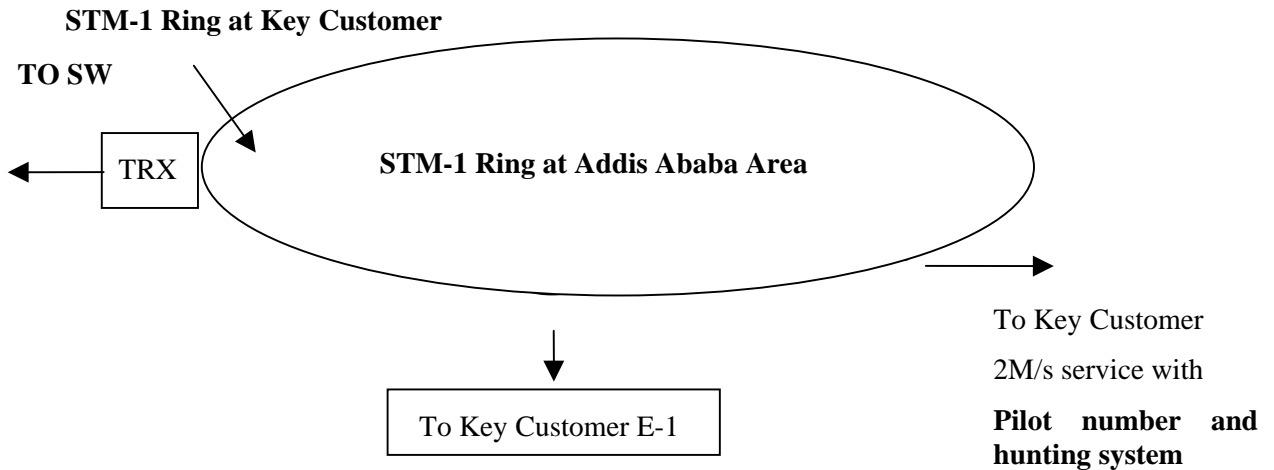 STM-1 Ring at Key Customer
TO SW
TRX
STM-1 Ring at Addis Ababa Area
To Key Customer
2M/s service with
Pilot number and
hunting system
To Key Customer E-1